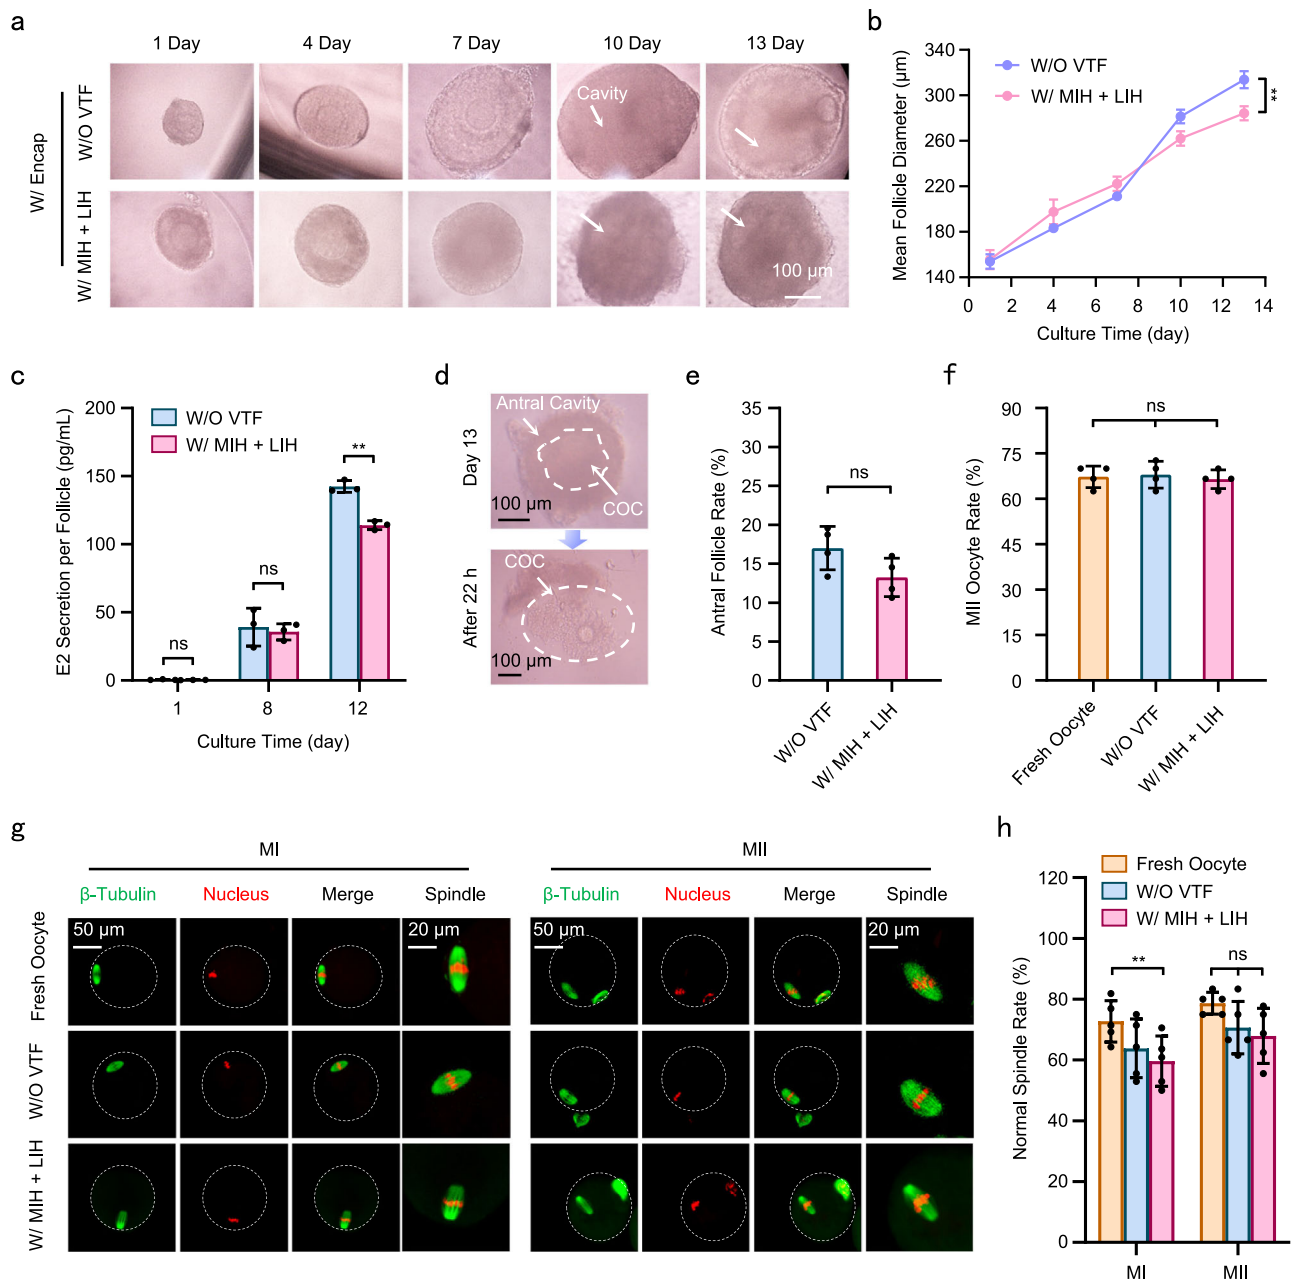 a
1 Day
4 Day
7 Day
10 Day
13 Day
W/ Encap
W/O VTF
W/ MIH + LIH
Cavity
100 μm
b
Mean Follicle Diameter (μm)
340
300
260
220
180
140
W/O VTF
W/ MIH + LIH
**
0 2 4 6 8 10 12 14
Culture Time (day)
c
E2 Secretion per Follicle (pg/mL)
200
150
100
50
0
W/O VTF
W/ MIH + LIH
ns
ns
**
1 8 12
Culture Time (day)
d
Day 13
Antral Cavity
COC
100 μm
After 22 h
COC
100 μm
e
Antral Follicle Rate (%)
35
30
25
20
15
10
5
0
ns
W/O VTF
W/ MIH + LIH
f
MII Oocyte Rate (%)
90
75
60
45
30
15
0
ns
Fresh Oocyte
W/O VTF
W/ MIH + LIH
g
MI
MII
β-Tubulin Nucleus Merge Spindle
β-Tubulin Nucleus Merge Spindle
50 μm
20 μm
50 μm
20 μm
Fresh Oocyte
W/O VTF
W/ MIH + LIH
h
Fresh Oocyte
W/O VTF
W/ MIH + LIH
Normal Spindle Rate (%)
120
100
80
60
40
20
0
**
ns
MI MII